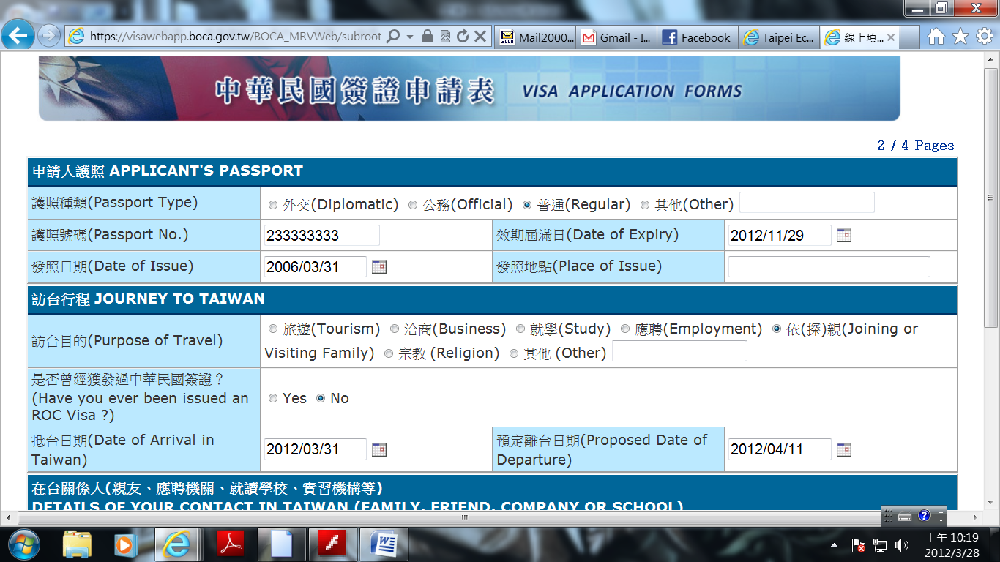 https://visawebapp.boca.gov.tw/BOCA_MRVWeb/subroot
Mail2000...
Gmail - I...
Facebook
Taipei Ec...
線上填...
中華民國簽證申請表 VISA APPLICATION FORMS
2 / 4 Pages
申請人護照 APPLICANT'S PASSPORT
護照種類(Passport Type) 外交(Diplomatic) 公務(Official) 普通(Regular) 其他(Other)
護照號碼(Passport No.) 233333333 效期屆滿日(Date of Expiry) 2012/11/29
發照日期(Date of Issue) 2006/03/31 發照地點(Place of Issue)
訪台行程 JOURNEY TO TAIWAN
訪台目的(Purpose of Travel) 旅遊(Tourism) 洽商(Business) 就學(Study) 應聘(Employment) 依(探)親(Joining or
Visiting Family) 宗教 (Religion) 其他 (Other)
是否曾經獲發過中華民國簽證？
(Have you ever been issued an
ROC Visa ?)
Yes No
抵台日期(Date of Arrival in
Taiwan)
2012/03/31
預定離台日期(Proposed Date of
Departure)
2012/04/11
在台關係人(親友、應聘機關、就讀學校、實習機構等)
DETAILS OF YOUR CONTACT IN TAIWAN (FAMILY, FRIEND, COMPANY OR SCHOOL)
上午 10:19
2012/3/28